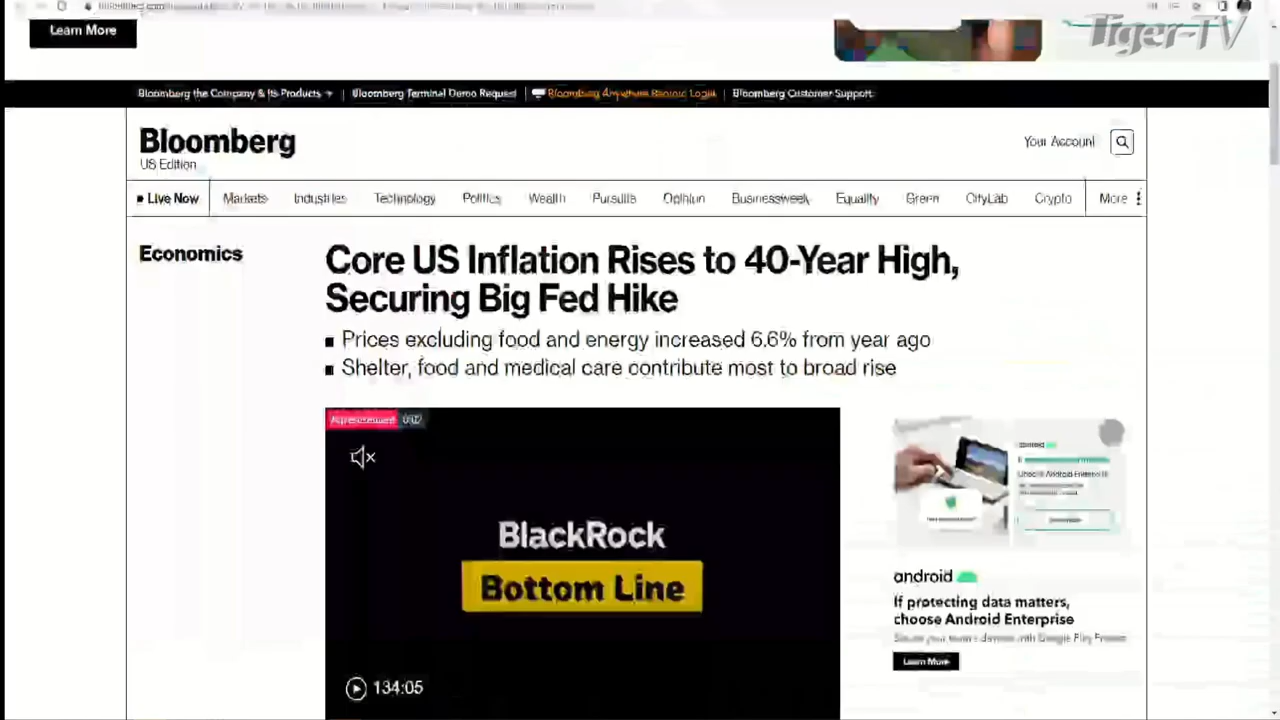 Learn More
Tiger-TV
Bloomberg the Company & Its Products
Bloomberg Terminal Demo Request
Bloomberg Anywhere Remote Login
Bloomberg Customer Support
Bloomberg
US Edition
Your Account
Live Now
Markets
Industries
Technology
Politics
Wealth
Pursuits
Opinion
Businessweek
Equality
Green
CityLab
Crypto
More
Economics
Core US Inflation Rises to 40-Year High,
Securing Big Fed Hike
Prices excluding food and energy increased 6.6% from year ago
Shelter, food and medical care contribute most to broad rise
Advertisement
BlackRock
Bottom Line
134:05
android
android
If protecting data matters,
choose Android Enterprise
Learn More